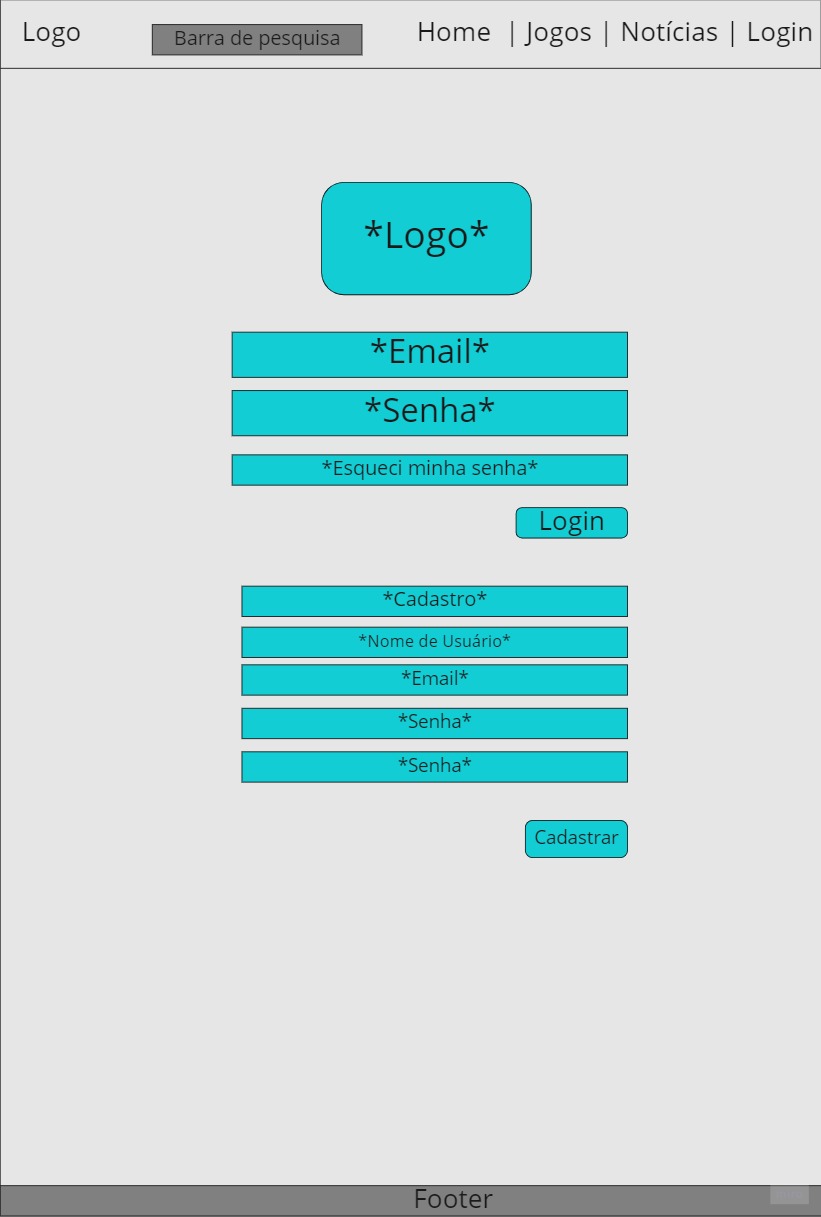 Logo
Barra de pesquisa
Home | Jogos | Notícias | Login
*Logo*
*Email*
*Senha*
*Esqueci minha senha*
Login
*Cadastro*
*Nome de Usuário*
*Email*
*Senha*
*Senha*
Cadastrar
Footer